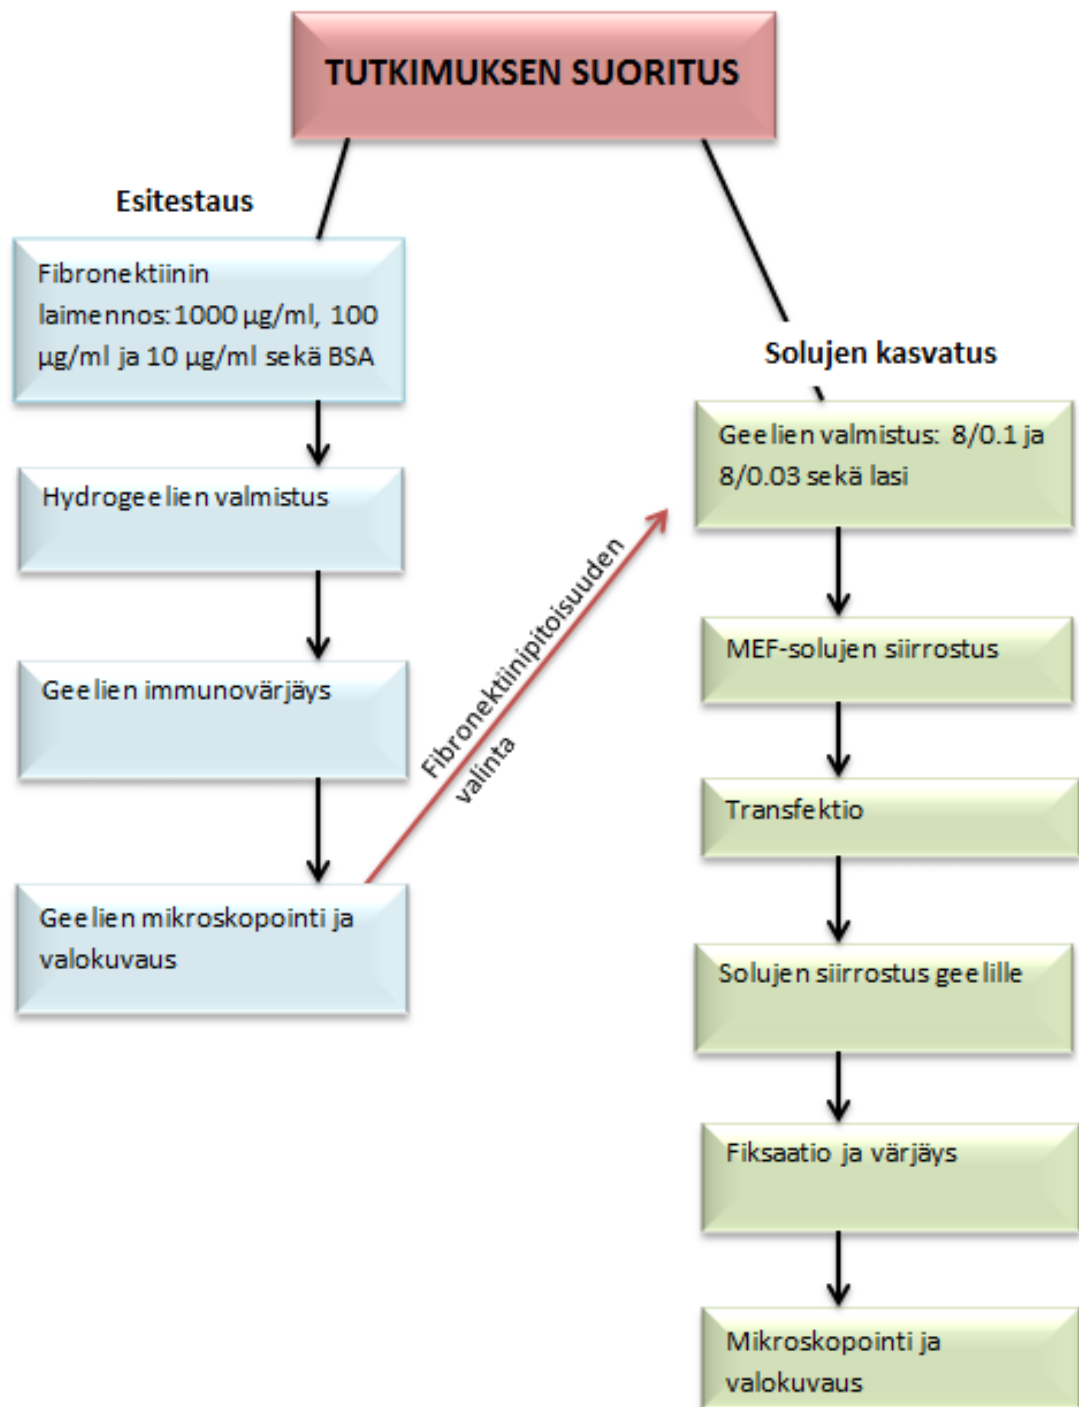 TUTKIMUKSEN SUORITUS
Esitestaus
Fibronektiinin
laimennos:1000 µg/ml, 100
µg/ml ja 10 µg/ml sekä BSA
Hydrogeelien valmistus
Geelien immunovärjäys
Geelien mikroskopointi ja
valokuvaus
Fibronektiinipitoisuuden
valinta
Solujen kasvatus
Geelien valmistus: 8/0.1 ja
8/0.03 sekä lasi
MEF-solujen siirrostus
Transfektio
Solujen siirrostus geelille
Fiksaatio ja värjäys
Mikroskopointi ja
valokuvaus